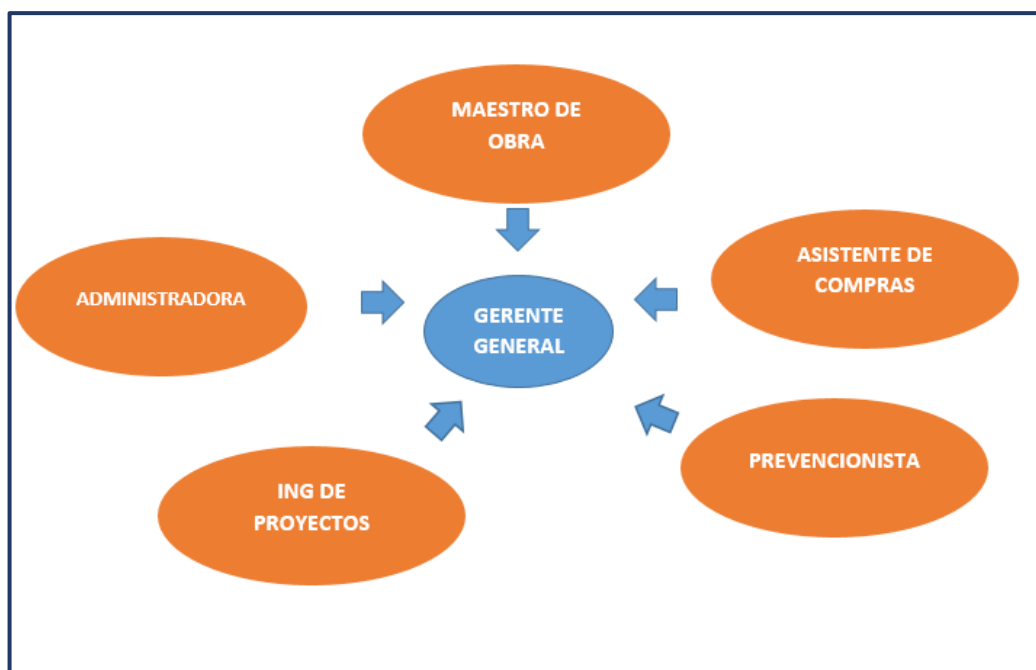 MAESTRO DE
OBRA
ASISTENTE DE
COMPRAS
ADMINISTRADORA
GERENTE
GENERAL
PREVENCIONISTA
ING DE
PROYECTOS